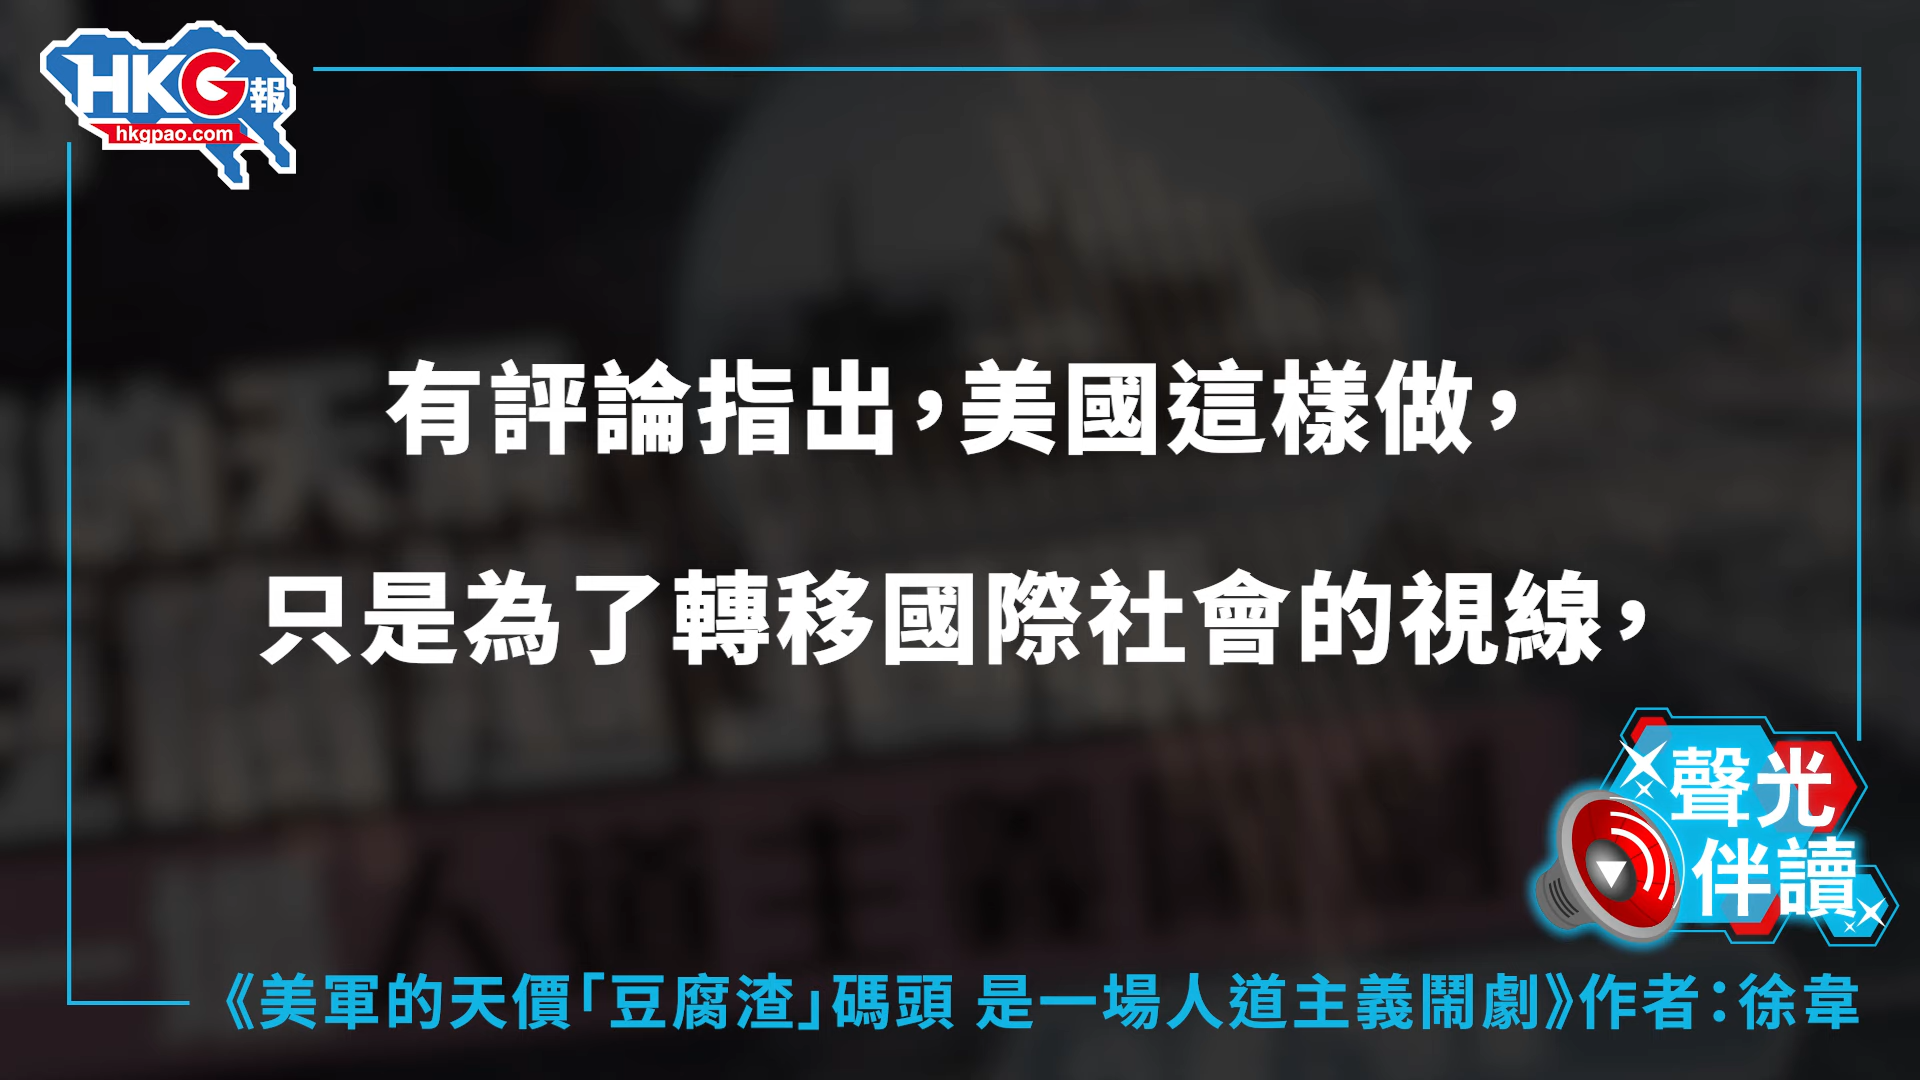 HKG報
hkgpao.com
有評論指出，美國這樣做，
只是為了轉移國際社會的視線，
聲光
伴讀
《美軍的天價「豆腐渣」碼頭 是一場人道主義鬧劇》作者：徐韋